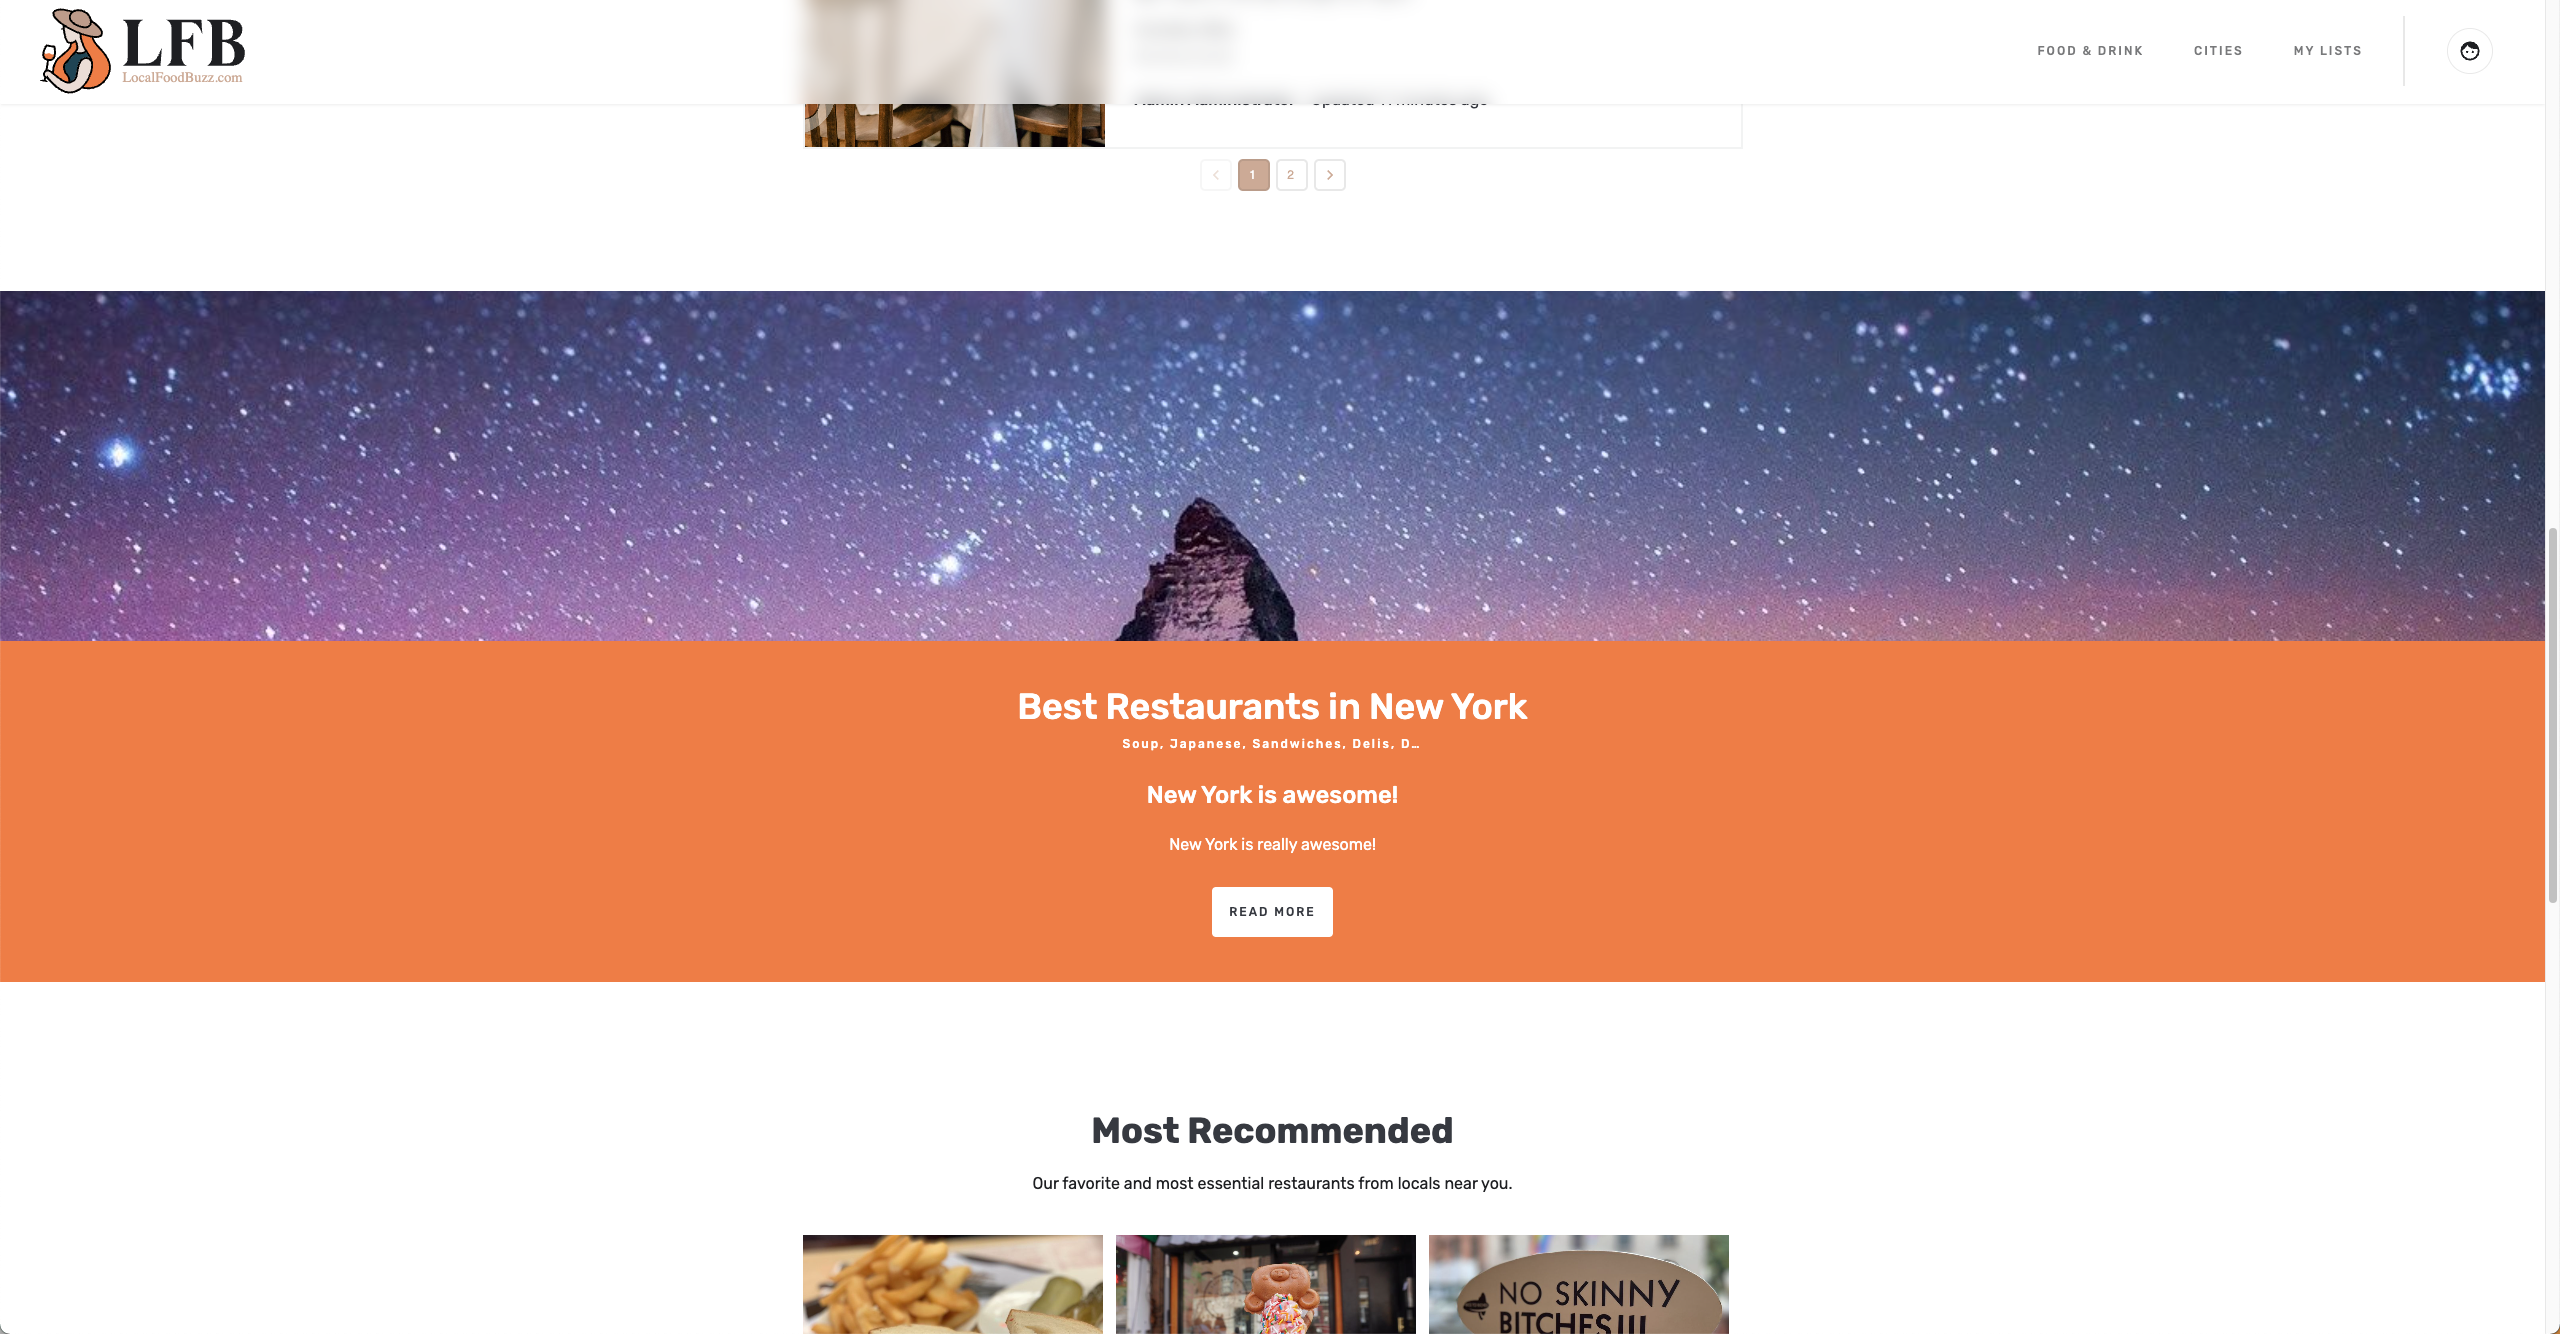 LFB
LocalFoodBuzz.com
FOOD & DRINK
CITIES
MY LISTS
1
2
Best Restaurants in New York
Soup, Japanese, Sandwiches, Delis, D…
New York is awesome!
New York is really awesome!
READ MORE
Most Recommended
Our favorite and most essential restaurants from locals near you.
NO SKINNY
BITCHES!!!